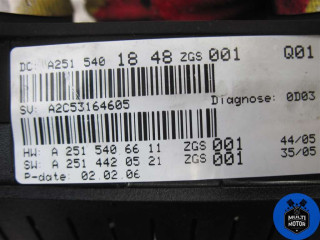 DC: A251 540 18 48 ZGS 001 Q01
SV: A2C53164605
Diagnose: 0D03
HW: A 251 540 66 11 ZGS 001 44/05
SW: A 251 442 05 21 ZGS 001 35/05
P-date: 02 02 06
MULTI
MOTOR